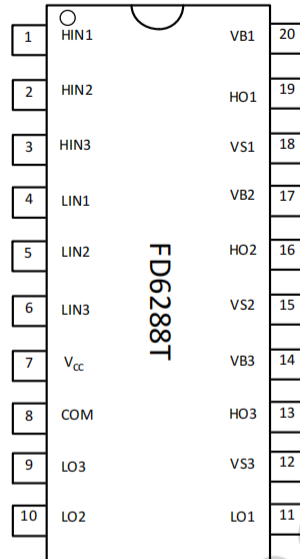 1 HIN1 VB1 20
2 HIN2 HO1 19
3 HIN3 VS1 18
4 LIN1 VB2 17
5 LIN2 HO2 16
6 LIN3 VS2 15
7 VCC VB3 14
8 COM HO3 13
9 LO3 VS3 12
10 LO2 LO1 11
FD6288T